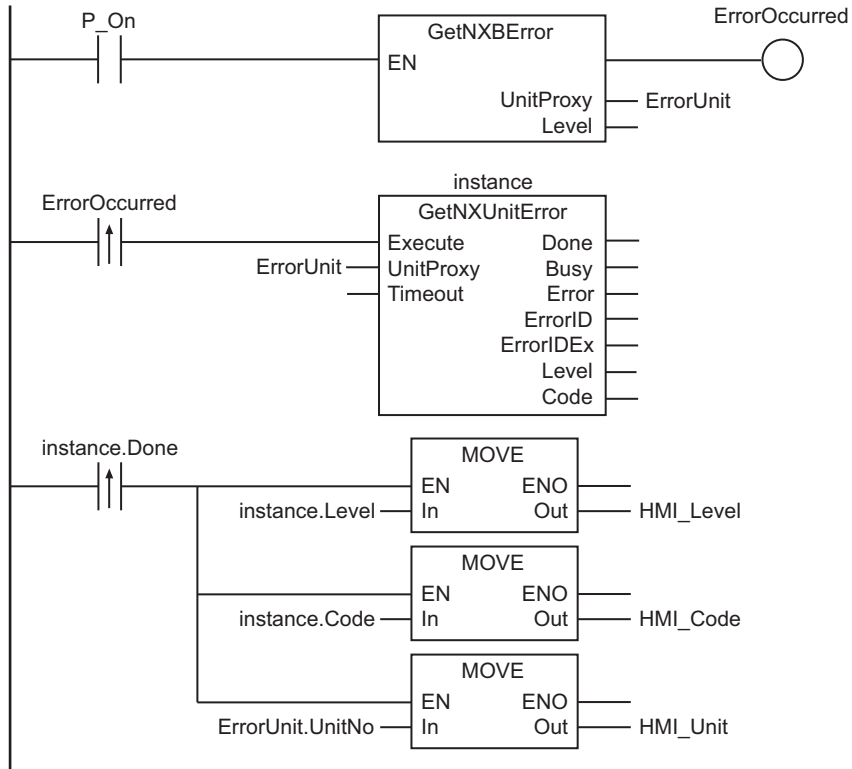 P_On
GetNXBError
ErrorOccurred
EN
UnitProxy
ErrorUnit
Level
instance
ErrorOccurred
GetNXUnitError
Execute
Done
ErrorUnit
UnitProxy
Busy
Timeout
Error
ErrorID
ErrorIDEx
Level
Code
instance.Done
MOVE
EN
ENO
instance.Level
In
Out
HMI_Level
MOVE
EN
ENO
instance.Code
In
Out
HMI_Code
MOVE
EN
ENO
ErrorUnit.UnitNo
In
Out
HMI_Unit